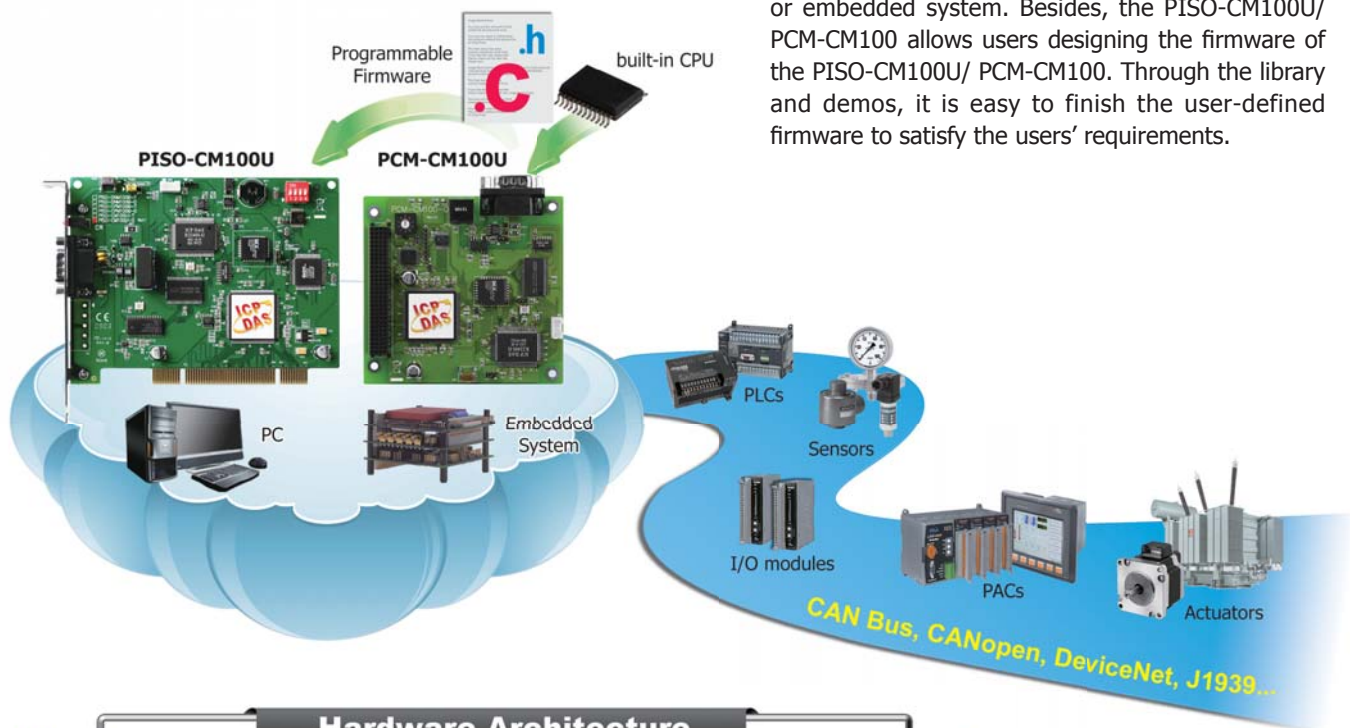 or embedded system. Besides, the PISO-CM100U/
PCM-CM100 allows users designing the firmware of
the PISO-CM100U/ PCM-CM100. Through the library
and demos, it is easy to finish the user-defined
firmware to satisfy the users’ requirements.
Programmable
Firmware
.h
.c
built-in CPU
PISO-CM100U
PCM-CM100U
ICP
DAS
ICP
DAS
PC
Embedded
System
PLCs
Sensors
I/O modules
PACs
Actuators
CAN Bus, CANopen, DeviceNet, J1939...
Hardware Architecture